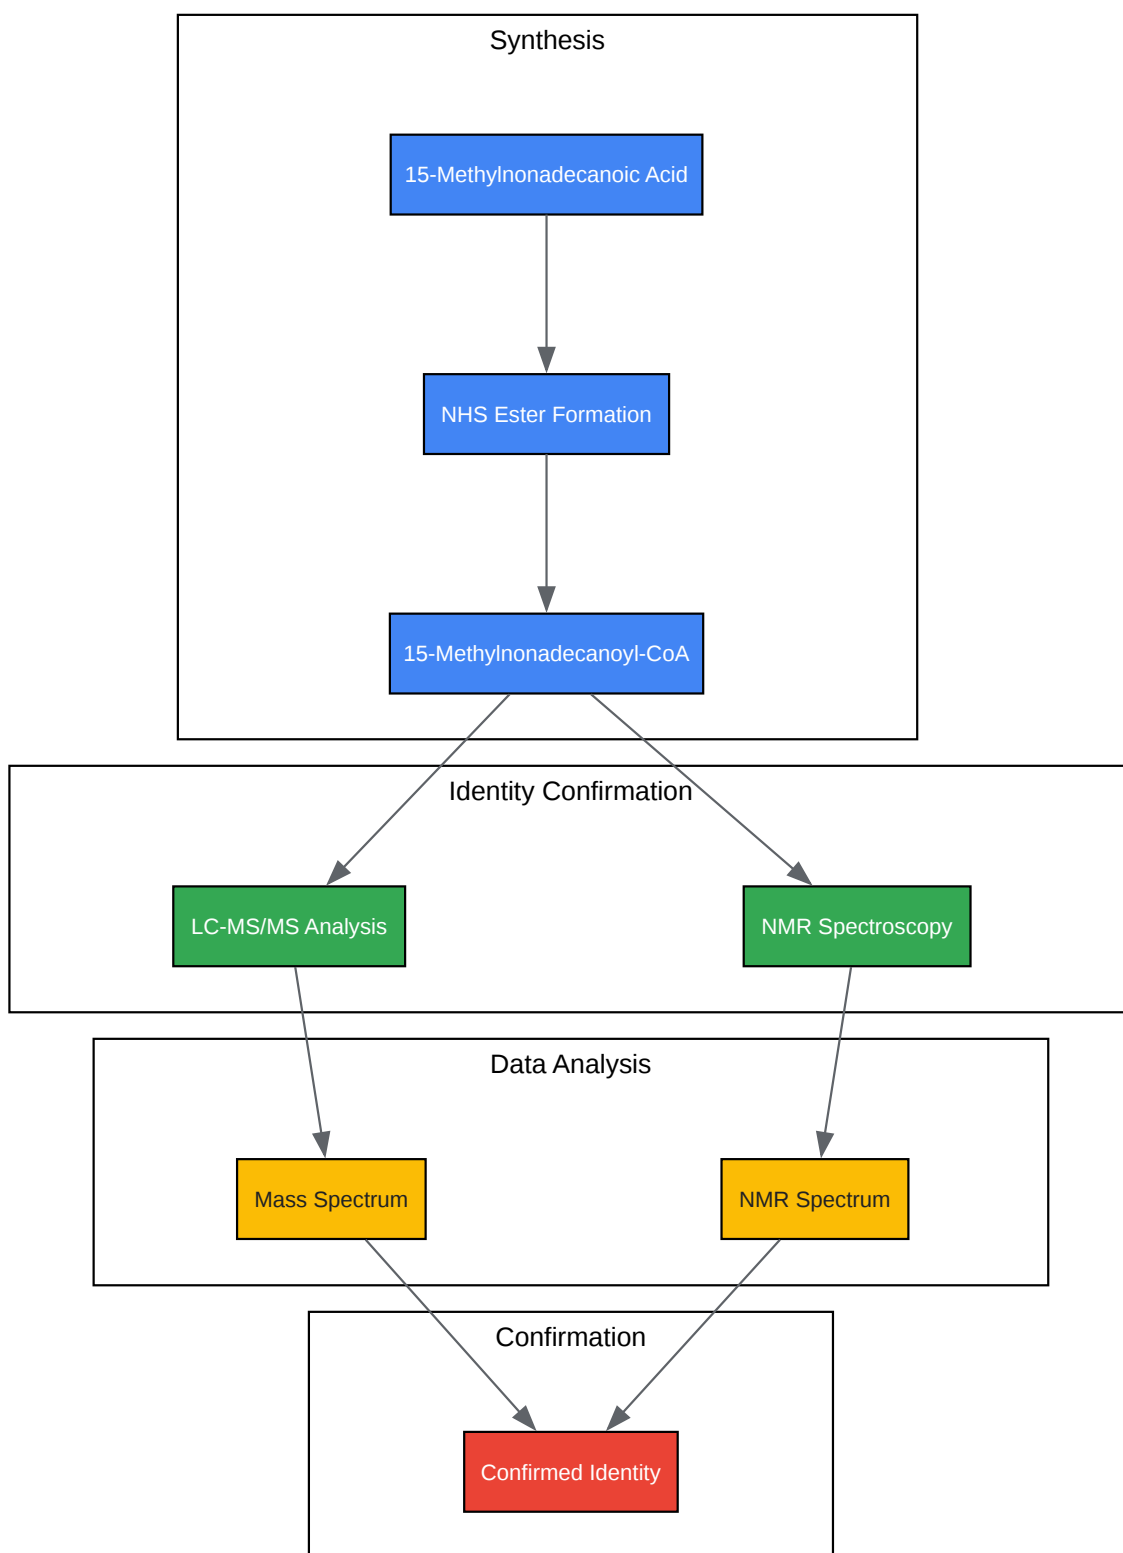 Synthesis
15-Methylnonadecanoic Acid
NHS Ester Formation
15-Methylnonadecanoyl-CoA
Identity Confirmation
LC-MS/MS Analysis
NMR Spectroscopy
Data Analysis
Mass Spectrum
NMR Spectrum
Confirmation
Confirmed Identity